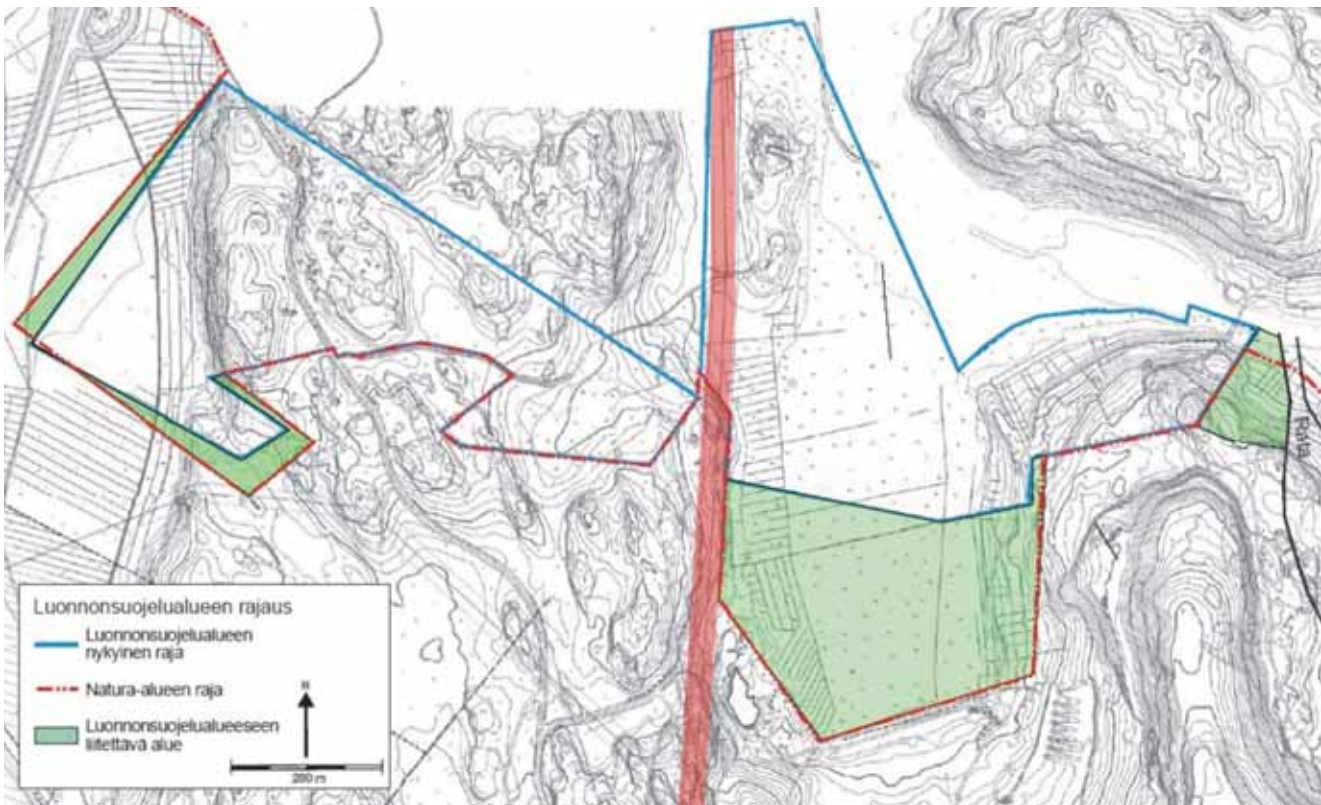 Luonnonsuojelualueen rajaus
Luonnonsuojelualueen
nykyinen raja
Natura-alueen raja
Luonnonsuojelualueeseen
liitettävä alue
N
200 m
Rata